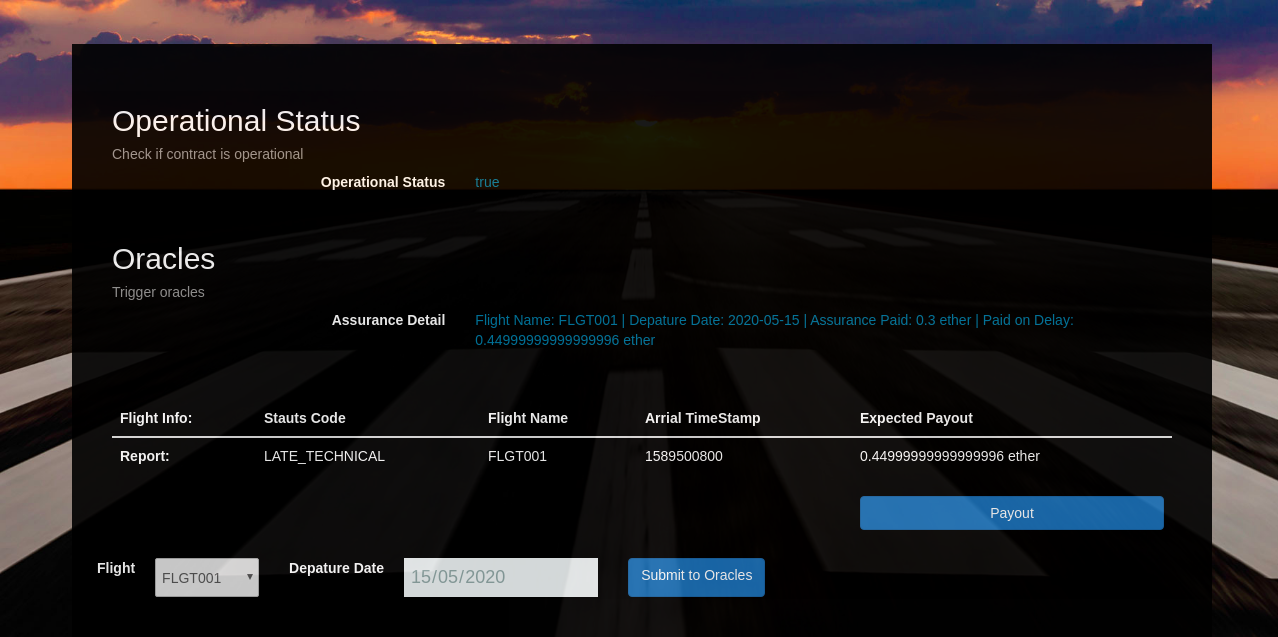 Operational Status
Check if contract is operational
Operational Status true
Oracles
Trigger oracles
Assurance Detail Flight Name: FLGT001 | Depature Date: 2020-05-15 | Assurance Paid: 0.3 ether | Paid on Delay:
0.44999999999999996 ether
Flight Info: Stauts Code Flight Name Arrial TimeStamp Expected Payout
Report: LATE_TECHNICAL FLGT001 1589500800 0.44999999999999996 ether
Payout
Flight FLGT001 Depature Date 15/05/2020 Submit to Oracles